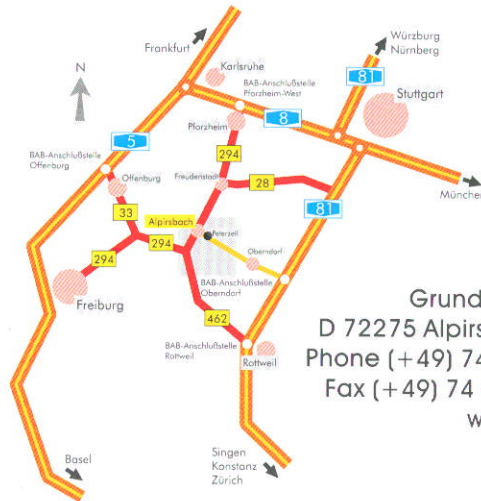 Frankfurt
Würzburg
Nürnberg
N
Karlsruhe
BAB-Anschlußstelle
Pforzheim-West
81
Stuttgart
8
Pforzheim
5
BAB-Anschlußstelle
Offenburg
294
München
Offenburg
Freudenstadt
28
81
33
Alpirsbach
Peterzell
294
294
Oberndorf
BAB-Anschlußstelle
Oberndorf
Freiburg
462
BAB-Anschlußstelle
Rottweil
Rottweil
Grund
D 72275 Alpirs
Phone (+49) 74
Fax (+49) 74
w
Basel
Singen
Konstanz
Zürich